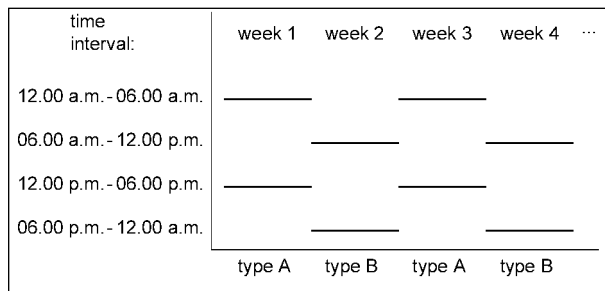 time
interval:
week 1 week 2 week 3 week 4 ...
12.00 a.m.- 06.00 a.m.
06.00 a.m.- 12.00 p.m.
12.00 p.m.- 06.00 p.m.
06.00 p.m.- 12.00 a.m.
type A type B type A type B